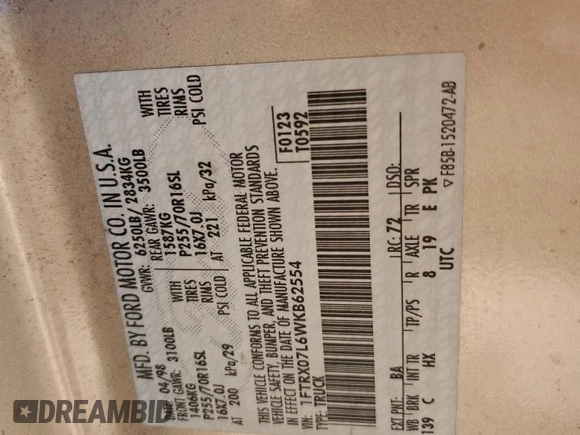 MFD. BY FORD MOTOR CO. IN U.S.A.
DATE: 04/98 GVWR: 6250LB/ 2834KG
FRONT GAWR: 3100LB REAR GAWR: 3500LB
1406KG WITH 1587KG WITH
P255/70R16SL TIRES P255/70R16SL TIRES
16X7.0J RIMS 16X7.0J RIMS
AT 200 kPa/29 PSI COLD AT 221 kPa/32 PSI COLD
THIS VEHICLE CONFORMS TO ALL APPLICABLE FEDERAL MOTOR
VEHICLE SAFETY, BUMPER, AND THEFT PREVENTION STANDARDS
IN EFFECT ON THE DATE OF MANUFACTURE SHOWN ABOVE.
VIN: 1FTRX07L6WKB62554 F0123
TYPE: TRUCK T0592
EXT PNT: BA RC: 72 DSO:
WB BRK INT TR TP/PS R AXLE TR SPR
139 C HX 8 19 E PK
UTC ▽ F85B-1520472-AB
DREAMBID